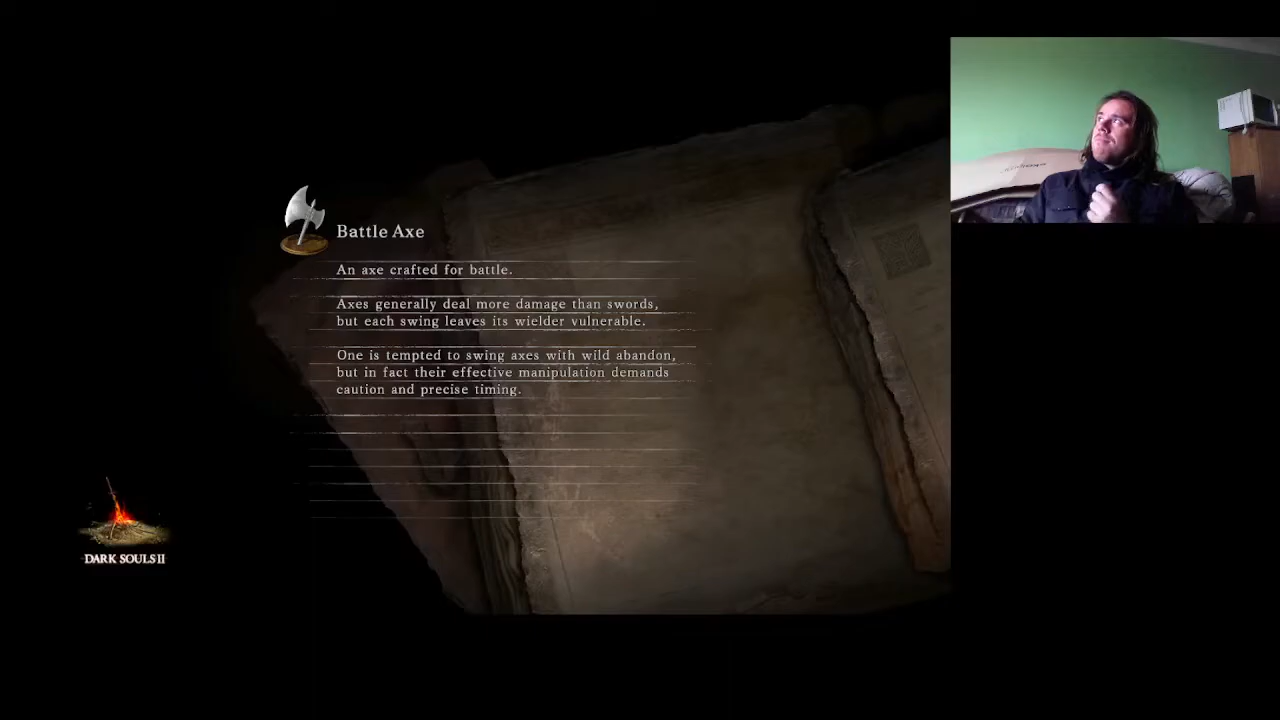 Battle Axe
An axe crafted for battle.
Axes generally deal more damage than swords,
but each swing leaves its wielder vulnerable.
One is tempted to swing axes with wild abandon,
but in fact their effective manipulation demands
caution and precise timing.
DARK SOULS II